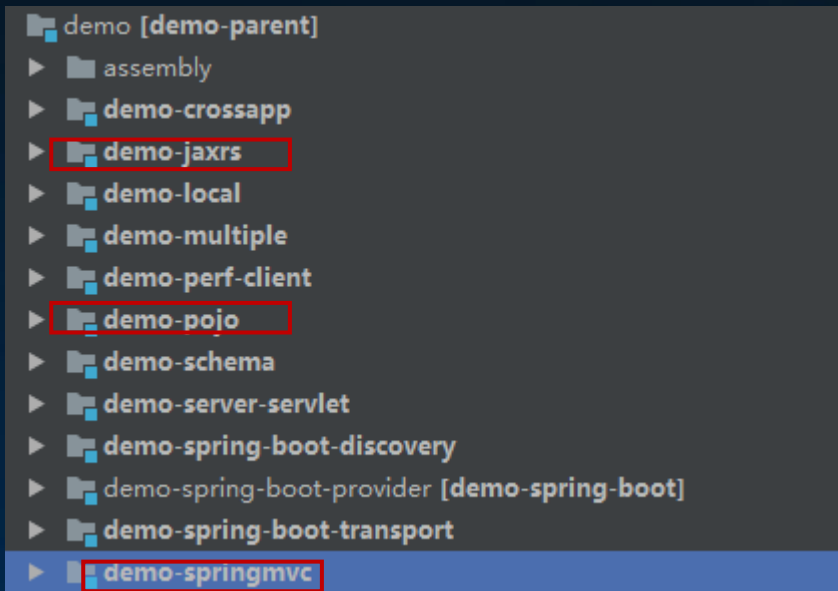 demo [demo-parent]
assembly
demo-crossapp
demo-jaxrs
demo-local
demo-multiple
demo-perf-client
demo-pojo
demo-schema
demo-server-servlet
demo-spring-boot-discovery
demo-spring-boot-provider [demo-spring-boot]
demo-spring-boot-transport
demo-springmvc